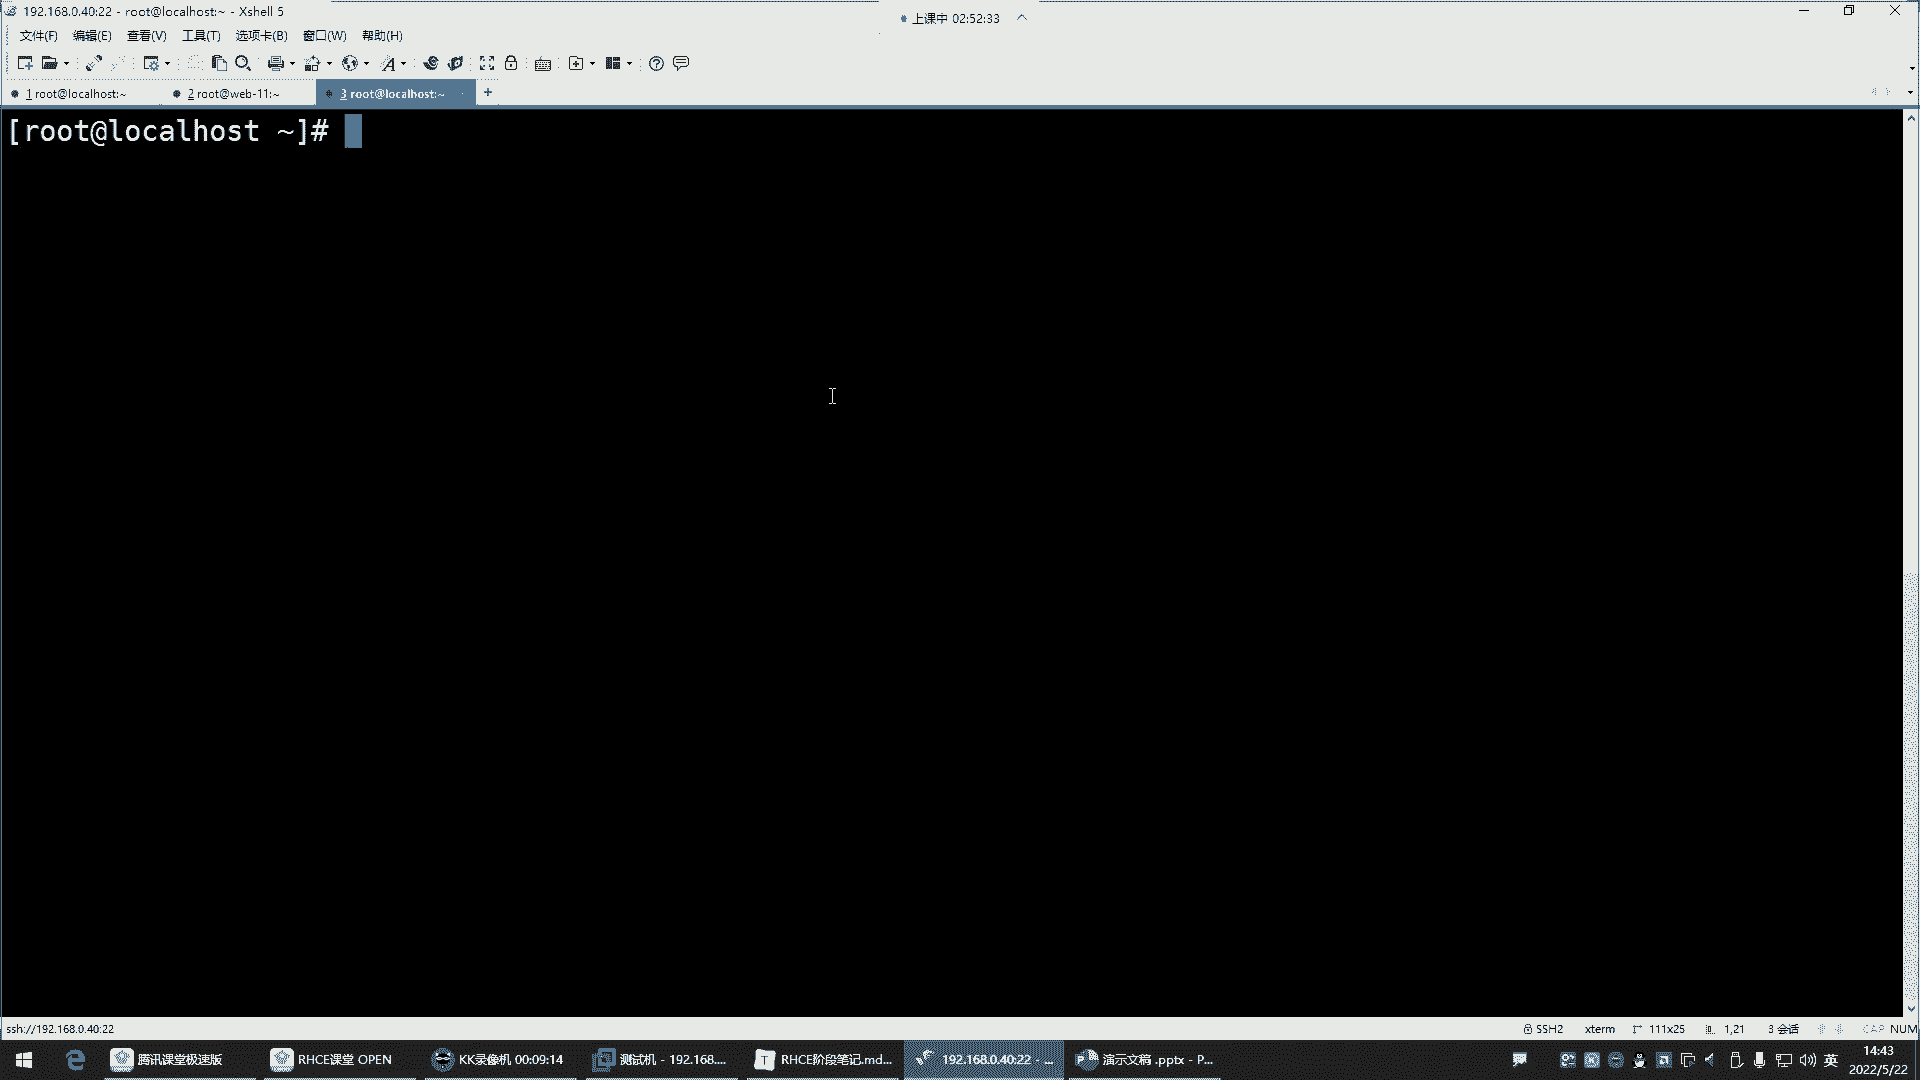 192.168.0.40:22 - root@localhost:~ - Xshell 5
上课中 02:52:33
文件(F) 编辑(E) 查看(V) 工具(T) 选项卡(B) 窗口(W) 帮助(H)
1 root@localhost:~ 2 root@web-11:~ 3 root@localhost:~ +
[root@localhost ~]#
ssh://192.168.0.40:22 SSH2 xterm 111x25 1,21 3 会话 CAP NUM
腾讯课堂极速版 RHCE课堂 OPEN KK录像机 00:09:14 测试机 - 192.168.... RHCE阶段笔记.md... 192.168.0.40:22 - ... 演示文稿 .pptx - P... 英 14:43
2022/5/22